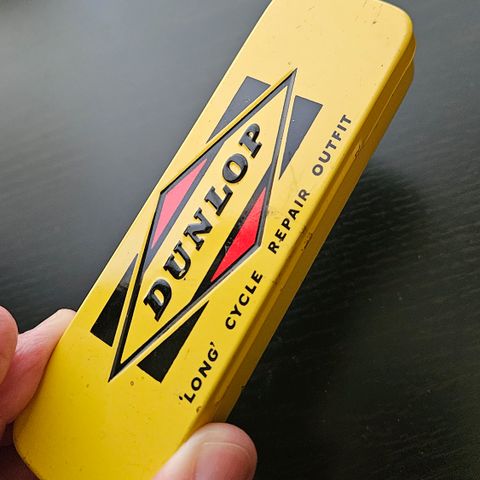 DUNLOP
'LONG' CYCLE REPAIR OUTFIT